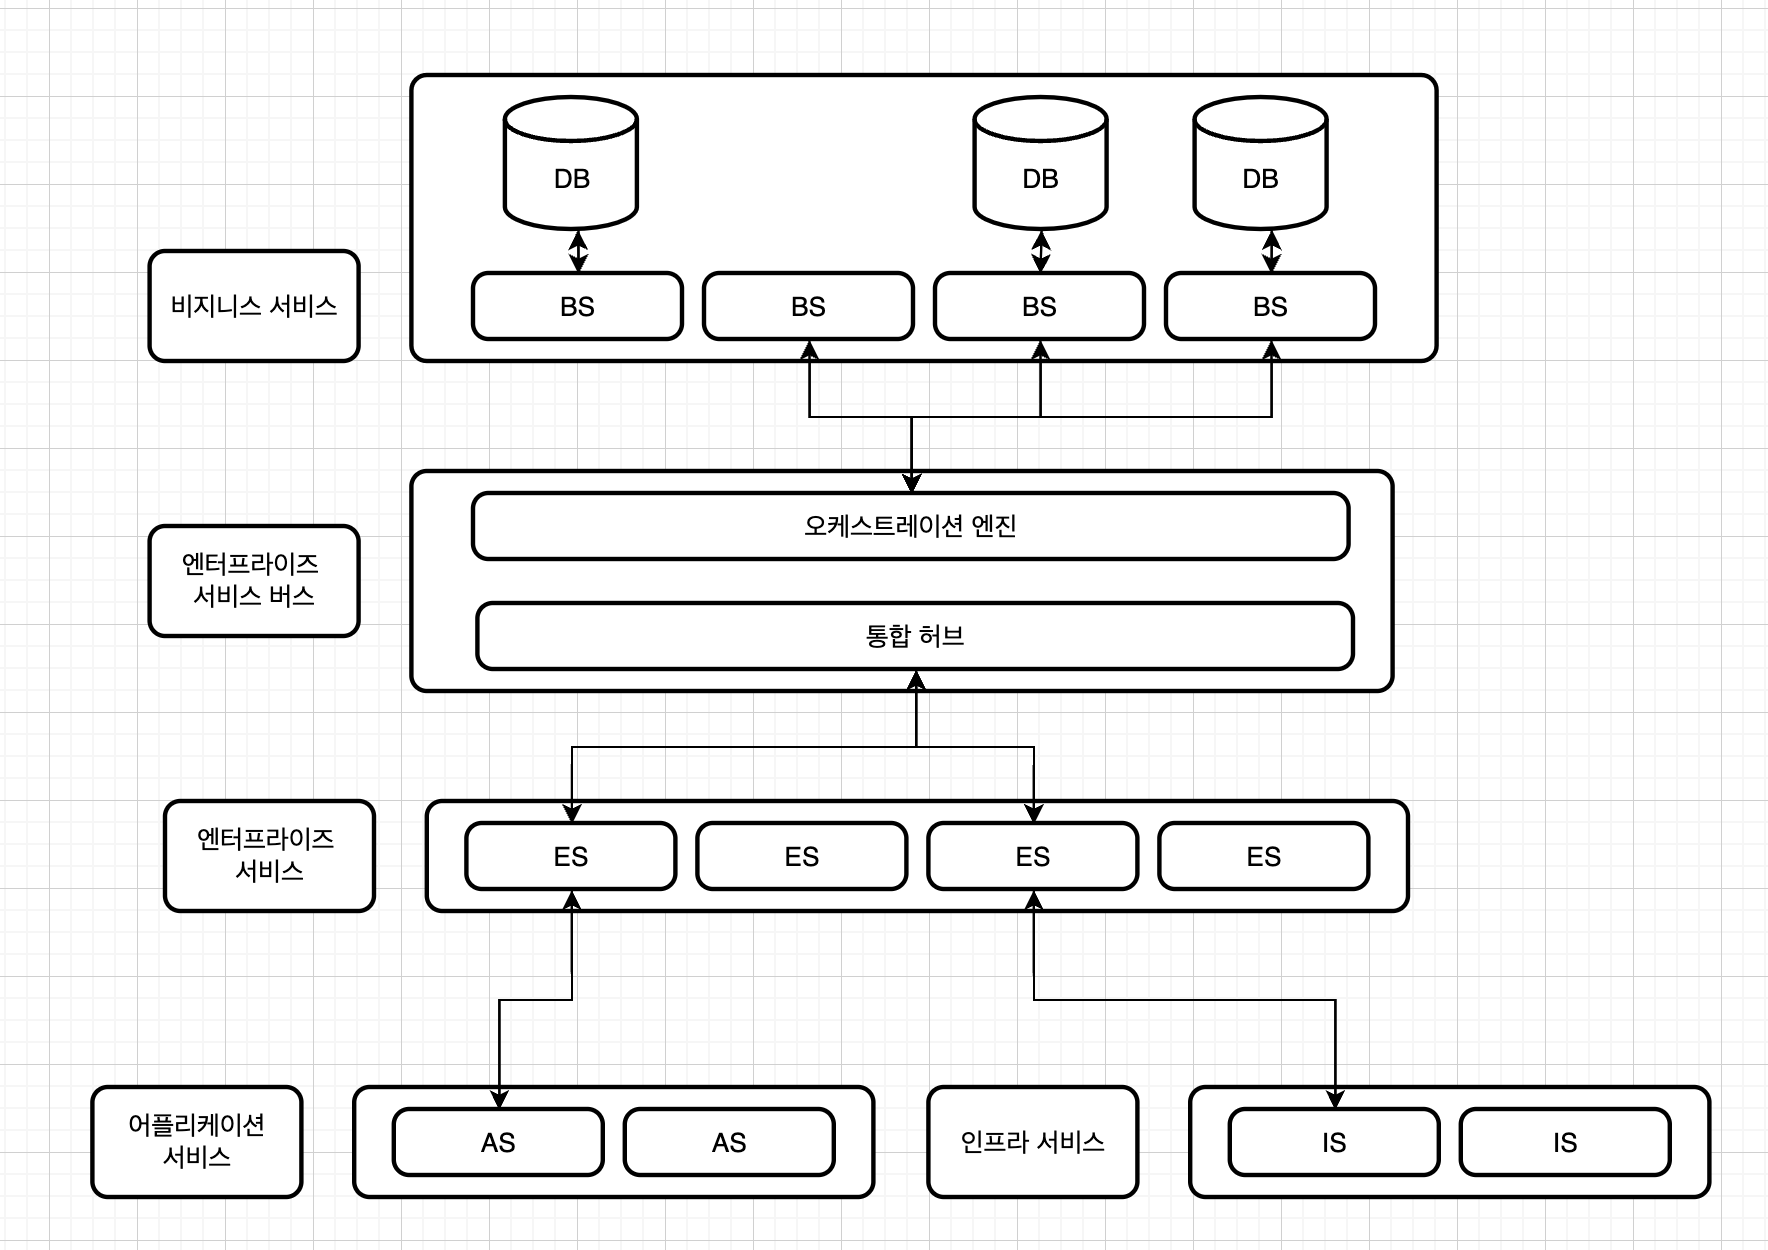 DB
DB
DB
비지니스 서비스
BS
BS
BS
BS
엔터프라이즈
서비스 버스
오케스트레이션 엔진
통합 허브
엔터프라이즈
서비스
ES
ES
ES
ES
어플리케이션
서비스
AS
AS
인프라 서비스
IS
IS